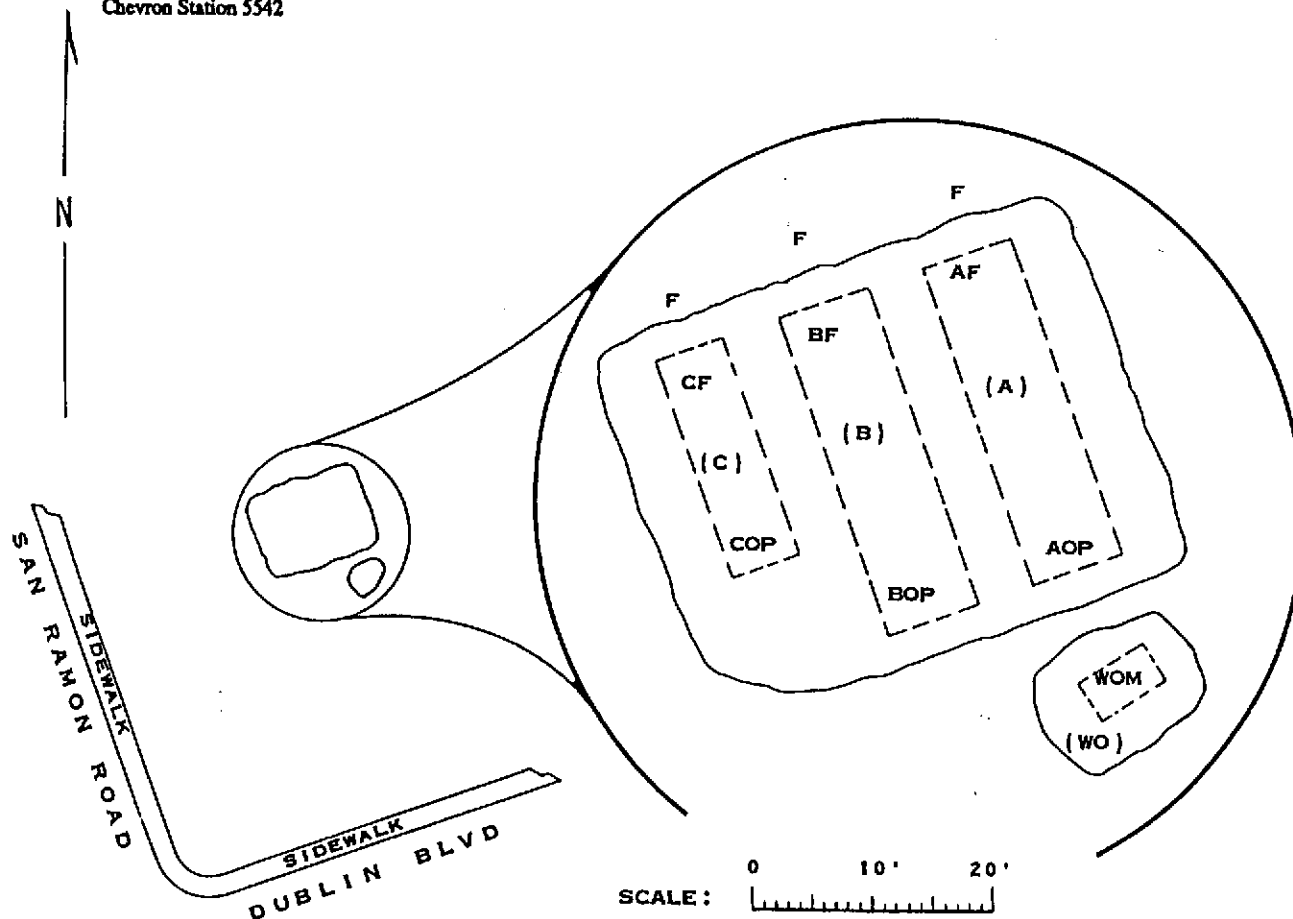 Chevron Station 5542
N
F
F
F
AF
BF
CF
(A)
(B)
(C)
COP
AOP
BOP
WOM
(WO)
SAN RAMON ROAD
SIDEWALK
SIDEWALK
DUBLIN BLVD
0 10' 20'
SCALE: